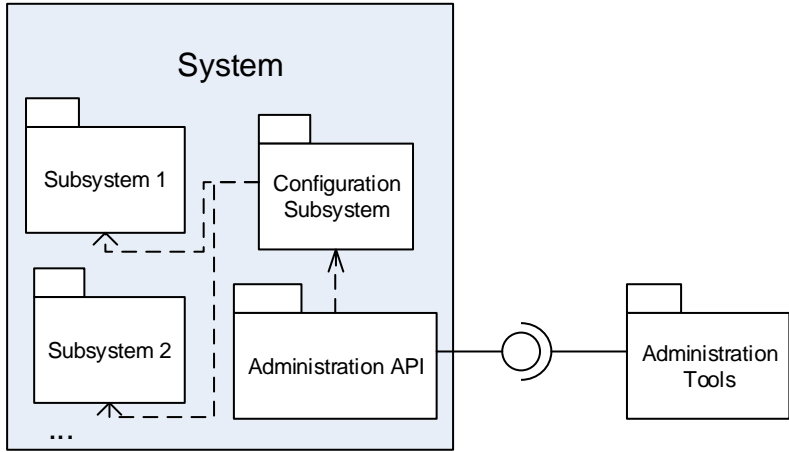 System
Subsystem 1
Configuration
Subsystem
Subsystem 2
Administration API
Administration
Tools
...